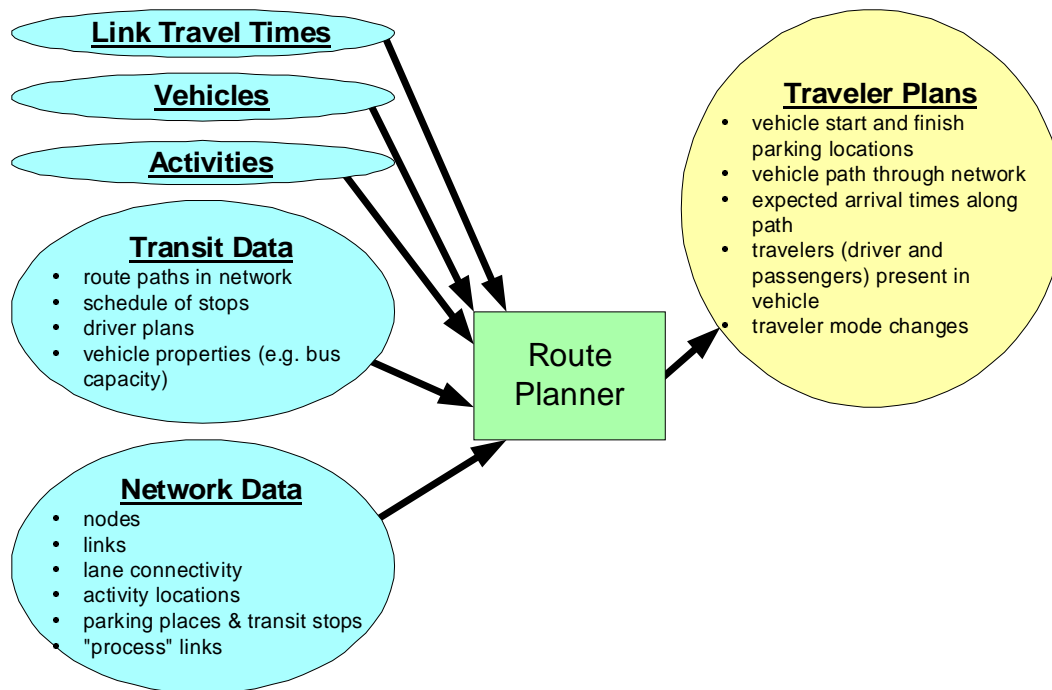 Link Travel Times
Vehicles
Activities
Transit Data
• route paths in network
• schedule of stops
• driver plans
• vehicle properties (e.g. bus
capacity)
Network Data
• nodes
• links
• lane connectivity
• activity locations
• parking places & transit stops
• "process" links
Route
Planner
Traveler Plans
• vehicle start and finish
parking locations
• vehicle path through network
• expected arrival times along
path
• travelers (driver and
passengers) present in
vehicle
• traveler mode changes